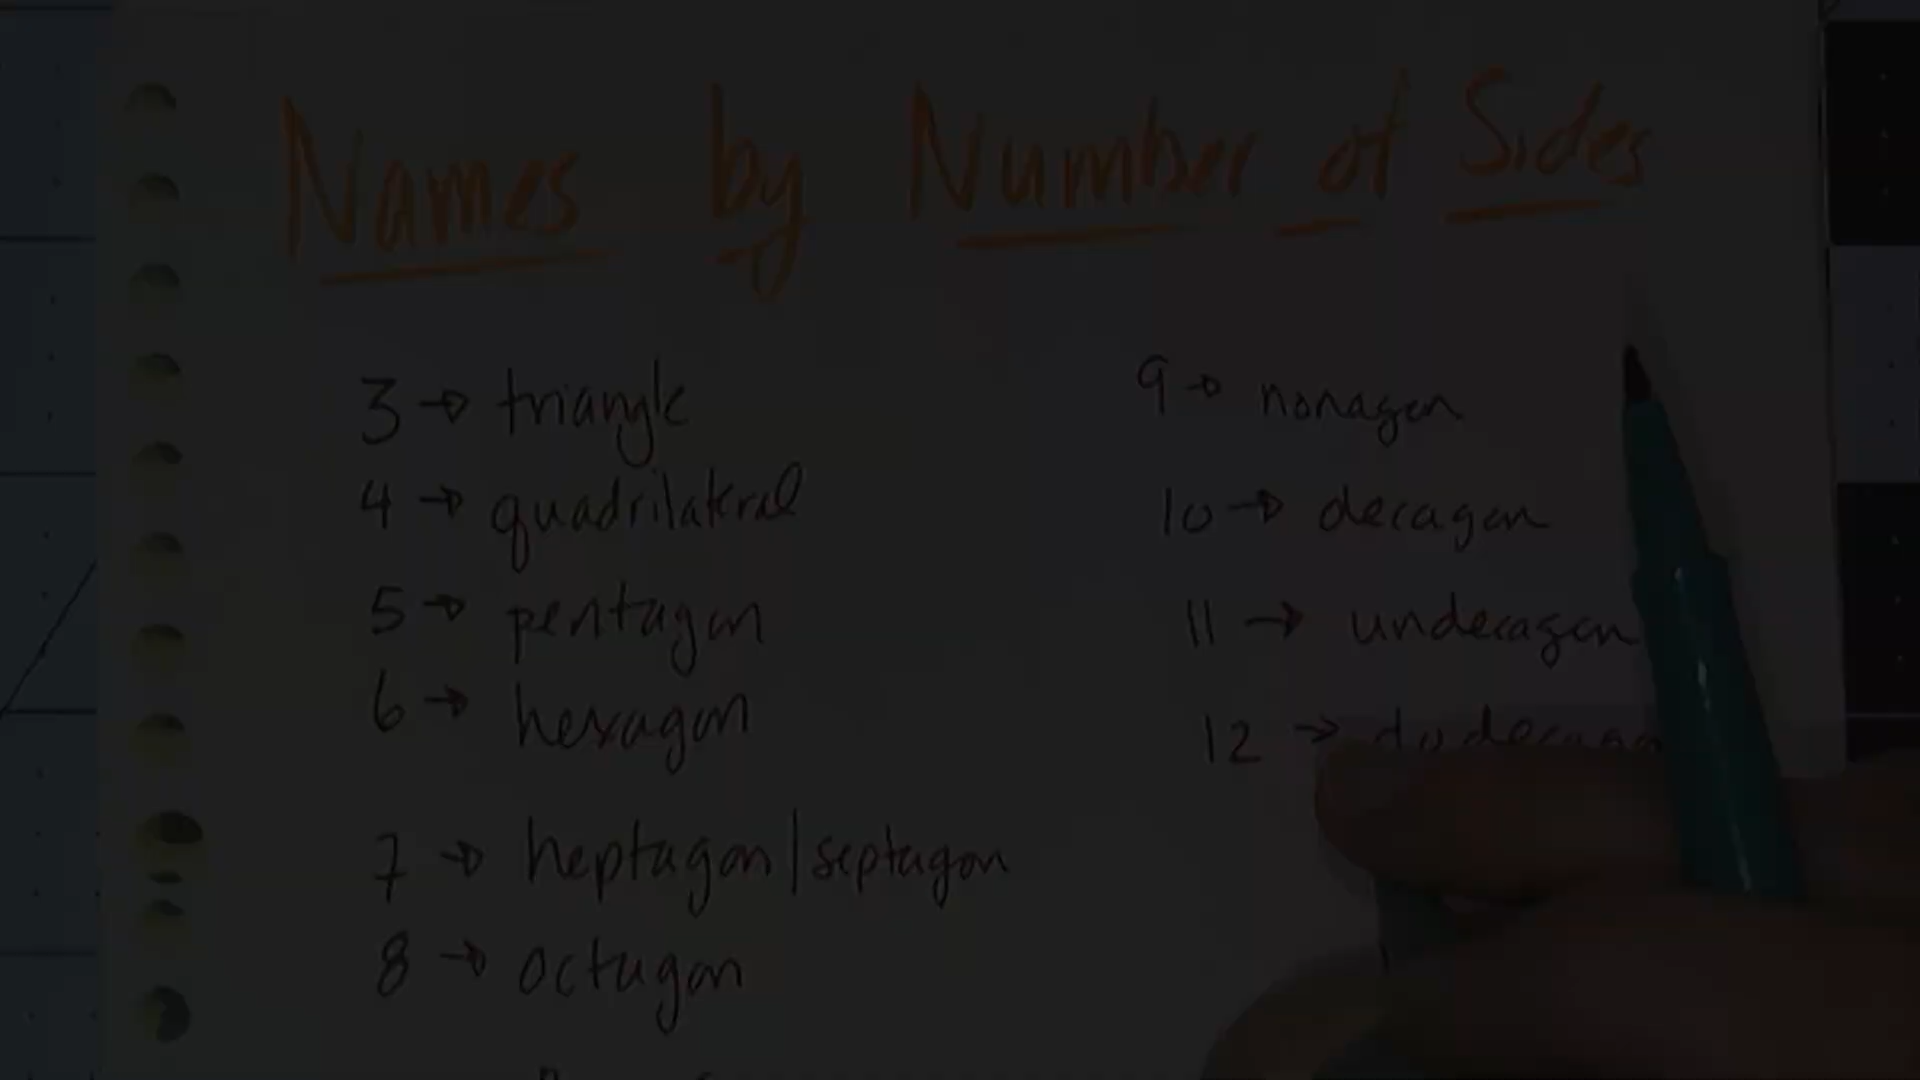 Names by Number of Sides
3 → triangle
4 → quadrilateral
5 → pentagon
6 → hexagon
7 → heptagon/septagon
8 → octagon
9 → nonagon
10 → decagon
11 → undecagon
12 →